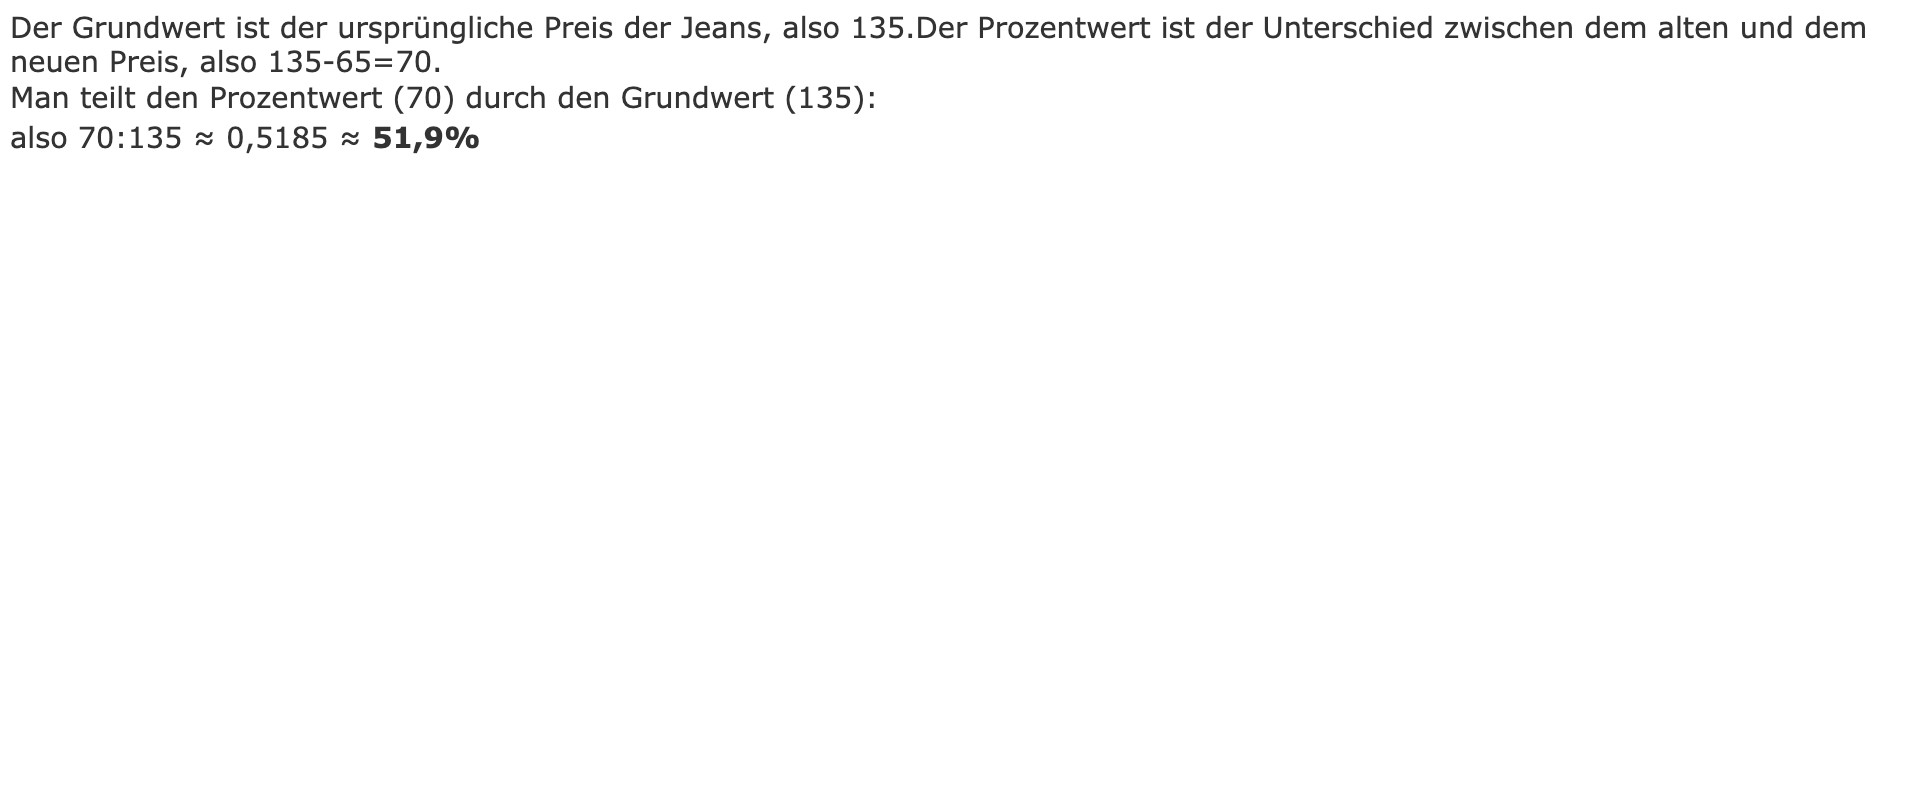 Der Grundwert ist der ursprüngliche Preis der Jeans, also 135.Der Prozentwert ist der Unterschied zwischen dem alten und dem
neuen Preis, also 135-65=70.
Man teilt den Prozentwert (70) durch den Grundwert (135):
also 70:135 ≈ 0,5185 ≈ 51,9%